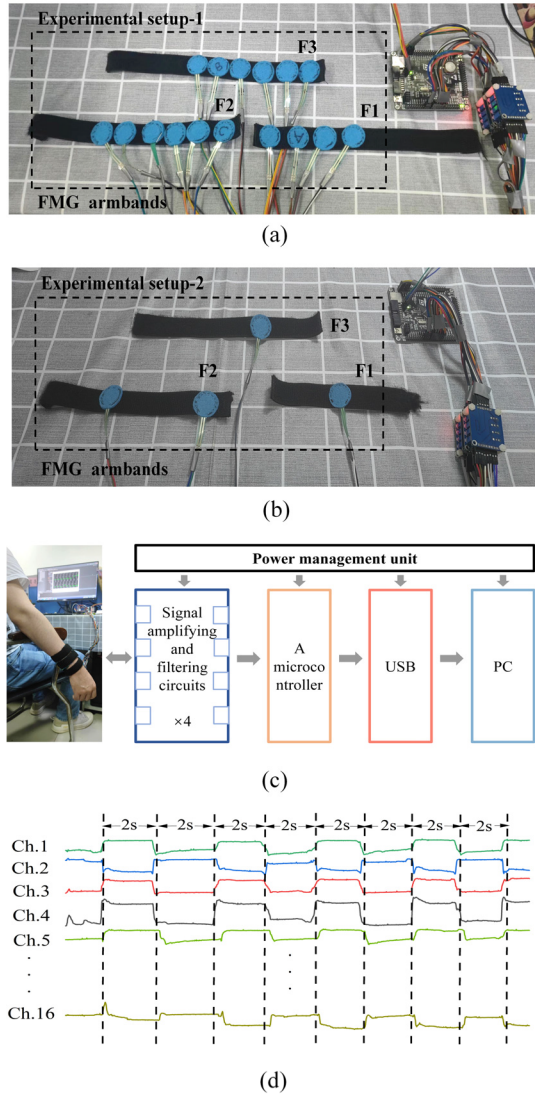 Experimental setup-1
F3
F2
F1
FMG armbands
(a)
Experimental setup-2
F3
F2
F1
FMG armbands
(b)
Power management unit
Signal
amplifying
and
filtering
circuits
×4
A
microco
ntroller
USB
PC
(c)
2s 2s 2s 2s 2s 2s 2s 2s
Ch.1
Ch.2
Ch.3
Ch.4
Ch.5
Ch.16
(d)